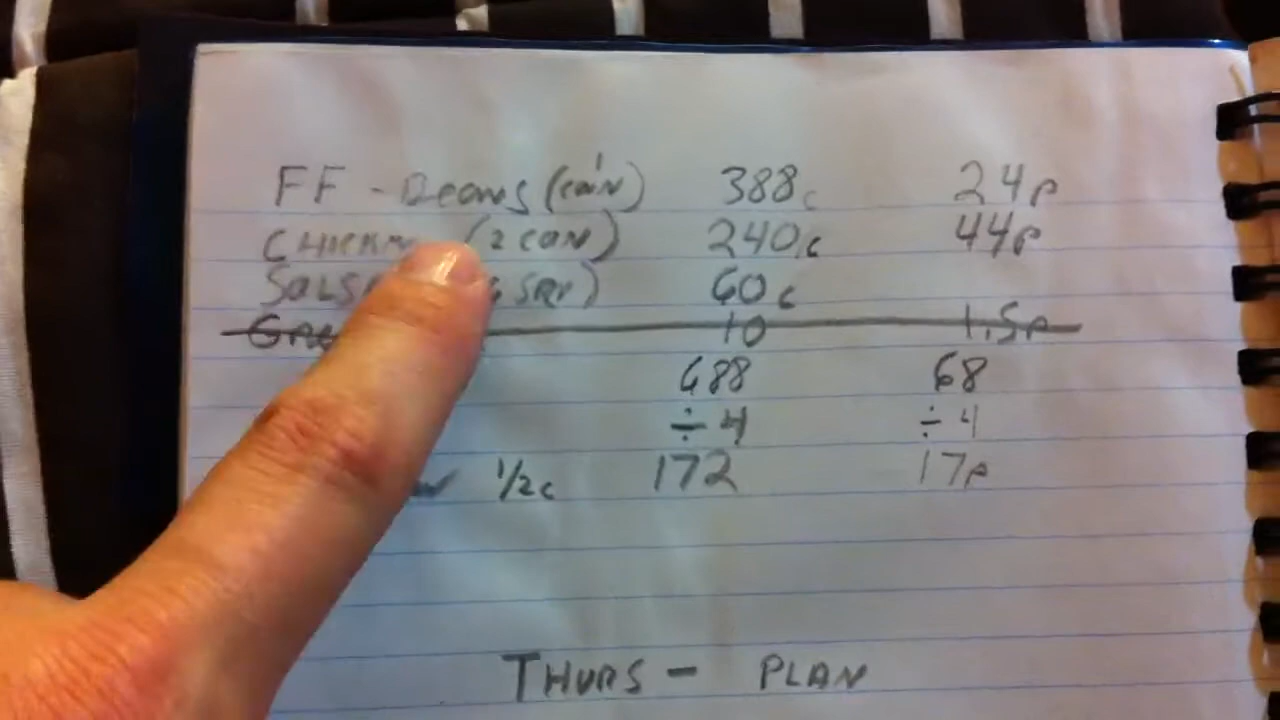 FF - Beans (1 can) 388c 24p
(2 can) 240c 44p
60c
10 1.5p
688 68
÷ 4 ÷ 4
1/2c 172 17p
THURS - PLAN